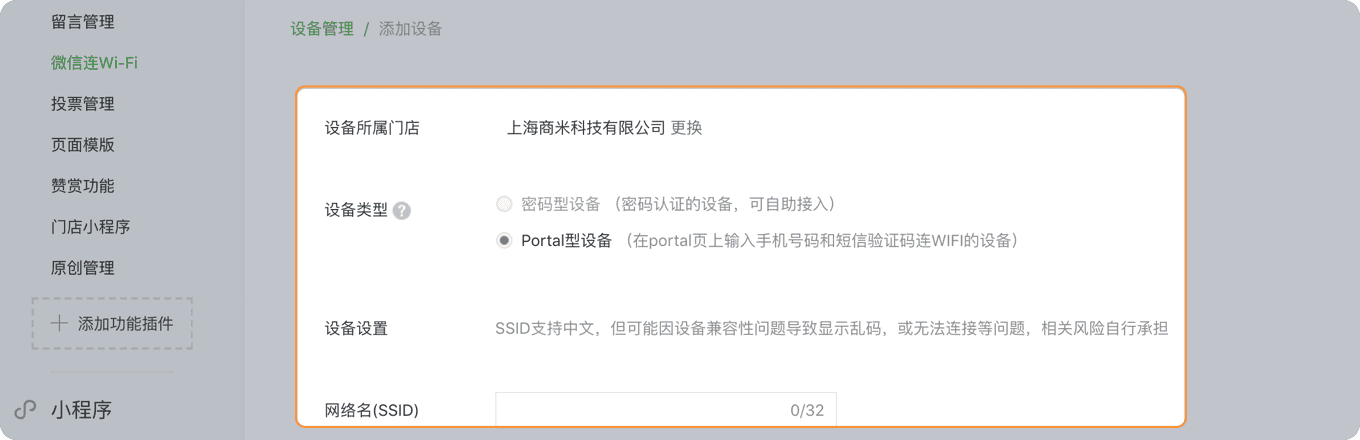 留言管理
微信连Wi-Fi
投票管理
页面模版
赞赏功能
门店小程序
原创管理
添加功能插件
小程序
设备管理 / 添加设备
设备所属门店 上海商米科技有限公司 更换
设备类型 ? 密码型设备 （密码认证的设备，可自助接入）
Portal型设备 （在portal页上输入手机号码和短信验证码连WIFI的设备）
设备设置 SSID支持中文，但可能因设备兼容性问题导致显示乱码，或无法连接等问题，相关风险自行承担
网络名(SSID) 0/32